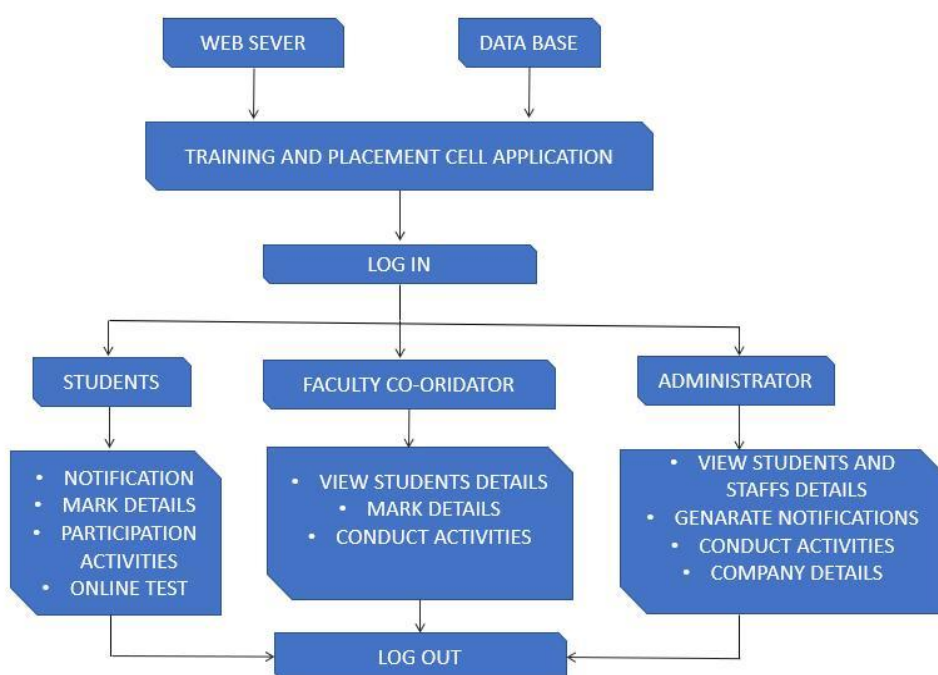 WEB SEVER
DATA BASE
TRAINING AND PLACEMENT CELL APPLICATION
LOG IN
STUDENTS
FACULTY CO-ORIDATOR
ADMINISTRATOR
• NOTIFICATION
• MARK DETAILS
• PARTICIPATION
ACTIVITIES
• ONLINE TEST
• VIEW STUDENTS DETAILS
• MARK DETAILS
• CONDUCT ACTIVITIES
• VIEW STUDENTS AND
STAFFS DETAILS
• GENARATE NOTIFICATIONS
• CONDUCT ACTIVITIES
• COMPANY DETAILS
LOG OUT